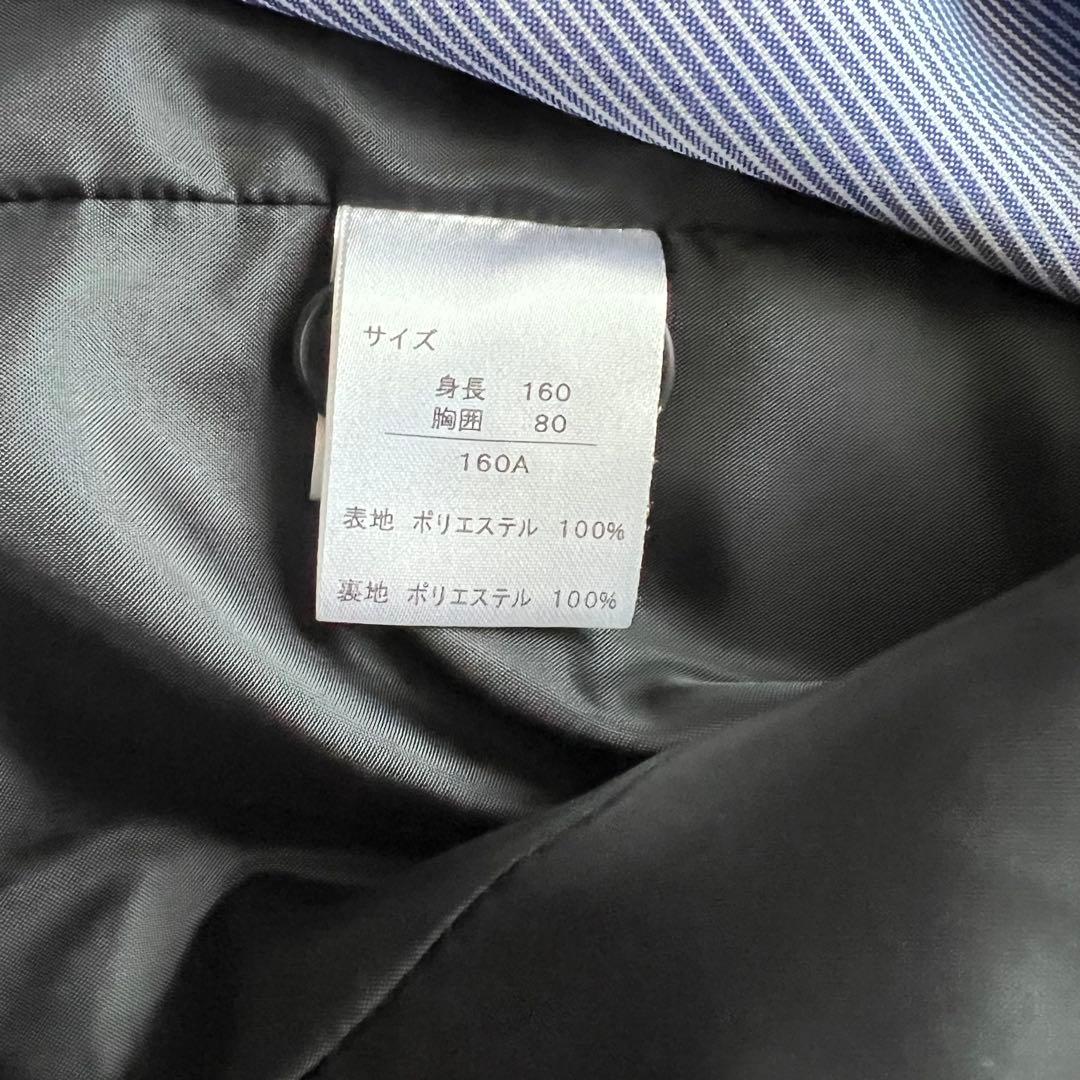 サイズ
身長 160
胸囲 80
160A
表地 ポリエステル 100%
裏地 ポリエステル 100%